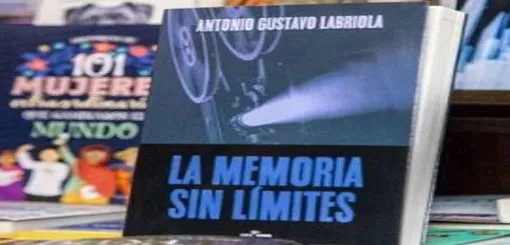 ANTONIO GUSTAVO LABRIOLA
LA MEMORIA
SIN LÍMITES
101
MUJERES
MUNDO